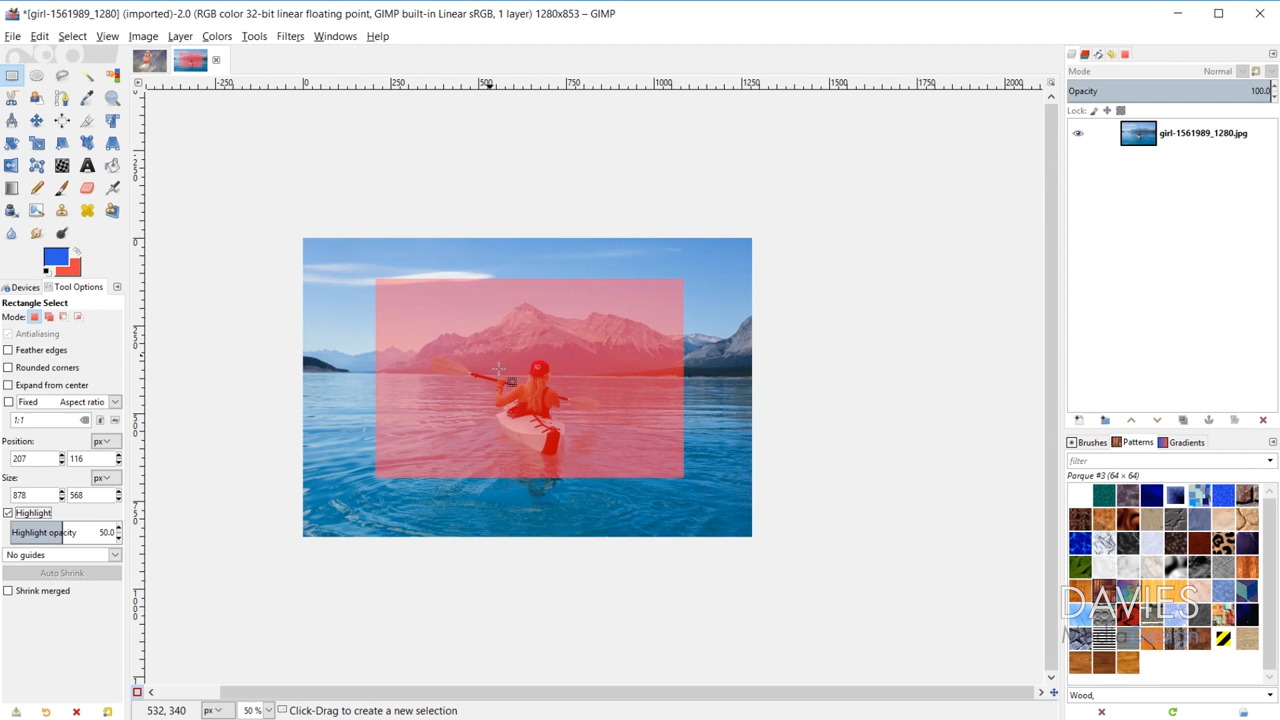 *[girl-1561989_1280] (imported)-2.0 (RGB color 32-bit linear floating point, GIMP built-in Linear sRGB, 1 layer) 1280x853 – GIMP
File Edit Select View Image Layer Colors Tools Filters Windows Help
-250 0 250 500 750 1000 1250 1500 1750 2000
Mode Normal
Opacity 100.0
Lock:
girl-1561989_1280.jpg
Devices Tool Options
Rectangle Select
Mode:
Antialiasing
Feather edges
Rounded corners
Expand from center
Fixed Aspect ratio
1:1
Position: px
207 116
Size: px
878 568
Highlight
Highlight opacity 50.0
No guides
Auto Shrink
Shrink merged
Brushes Patterns Gradients
filter
Parque #3 (64 × 64)
DAVIES
Wood,
532, 340 px 50 % Click-Drag to create a new selection